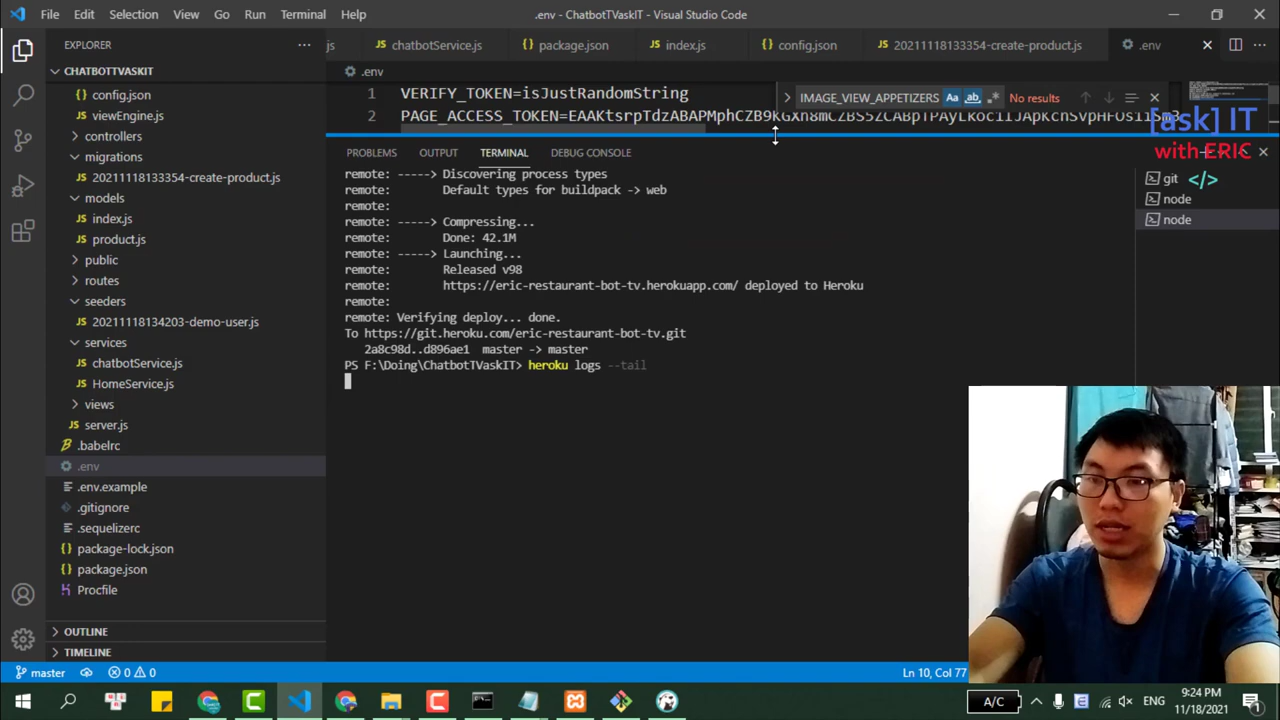 File Edit Selection View Go Run Terminal Help .env - ChatbotTVaskIT - Visual Studio Code
EXPLORER
js chatbotService.js package.json index.js config.json 20211118133354-create-product.js .env
CHATBOTTVASKIT
config.json
viewEngine.js
controllers
migrations
20211118133354-create-product.js
models
index.js
product.js
public
routes
seeders
20211118134203-demo-user.js
services
chatbotService.js
HomeService.js
views
server.js
.babelrc
.env
.env.example
.gitignore
.sequelizerc
package-lock.json
package.json
Procfile
OUTLINE
TIMELINE
.env
1 VERIFY_TOKEN=isJustRandomString
2
IMAGE_VIEW_APPETIZERS Aa ab No results
[ask] IT
with ERIC
</>
PROBLEMS OUTPUT TERMINAL DEBUG CONSOLE
git
node
node
remote: -----> Discovering process types
remote: Default types for buildpack -> web
remote:
remote: -----> Compressing...
remote: Done: 42.1M
remote: -----> Launching...
remote: Released v98
remote: https://eric-restaurant-bot-tv.herokuapp.com/ deployed to Heroku
remote:
remote: Verifying deploy... done.
To https://git.heroku.com/eric-restaurant-bot-tv.git
2a8c98d..d896ae1 master -> master
PS F:\Doing\ChatbotTVaskIT> heroku logs --tail
master 0 0 Ln 10, Col 77
A/C ENG 9:24 PM
11/18/2021